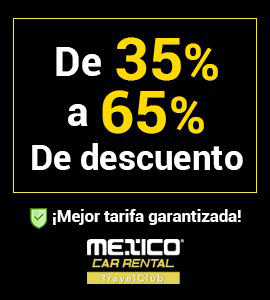 De 35%
a 65%
De descuento
¡Mejor tarifa garantizada!
MEXICO®
CAR RENTAL
TravelClub